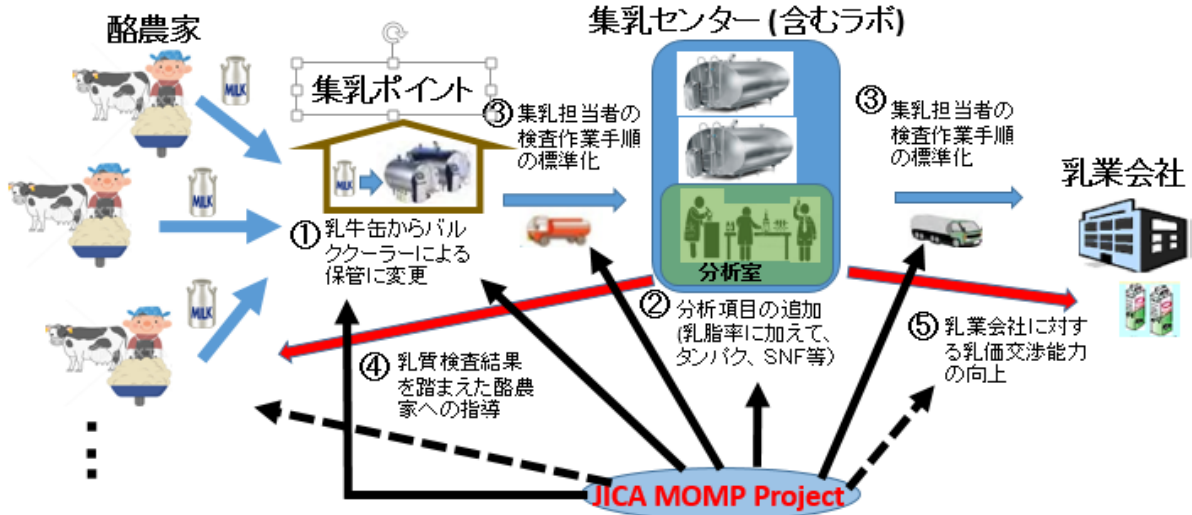 酪農家
集乳ポイント
集乳センター(含むラボ)
乳業会社
MILK
MILK
MILK
MILK
①乳牛缶からバル
ククーラーによる
保管に変更
③集乳担当者の
検査作業手順
の標準化
分析室
②分析項目の追加
(乳脂率に加えて、
タンパク、SNF等)
③集乳担当者の
検査作業手順
の標準化
④乳質検査結果
を踏まえた酪農
家への指導
⑤乳業会社に対す
る乳価交渉能力
の向上
JICA MOMP Project